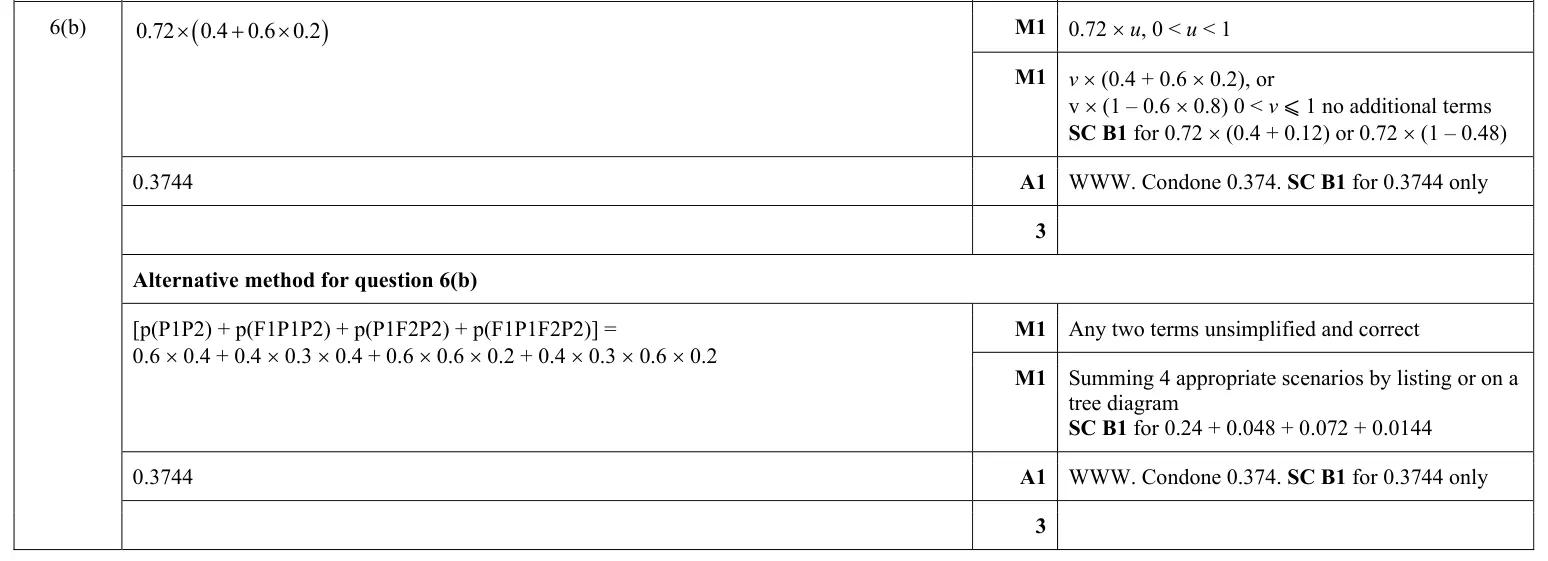 6(b)
0.72×(0.4+0.6×0.2)
M1
0.72 × u, 0 < u < 1
M1
v × (0.4 + 0.6 × 0.2), or
v × (1 – 0.6 × 0.8) 0 < v ⩽ 1 no additional terms
SC B1 for 0.72 × (0.4 + 0.12) or 0.72 × (1 – 0.48)
0.3744
A1
WWW. Condone 0.374. SC B1 for 0.3744 only
3
Alternative method for question 6(b)
[p(P1P2) + p(F1P1P2) + p(P1F2P2) + p(F1P1F2P2)] =
0.6 × 0.4 + 0.4 × 0.3 × 0.4 + 0.6 × 0.6 × 0.2 + 0.4 × 0.3 × 0.6 × 0.2
M1
Any two terms unsimplified and correct
M1
Summing 4 appropriate scenarios by listing or on a
tree diagram
SC B1 for 0.24 + 0.048 + 0.072 + 0.0144
0.3744
A1
WWW. Condone 0.374. SC B1 for 0.3744 only
3